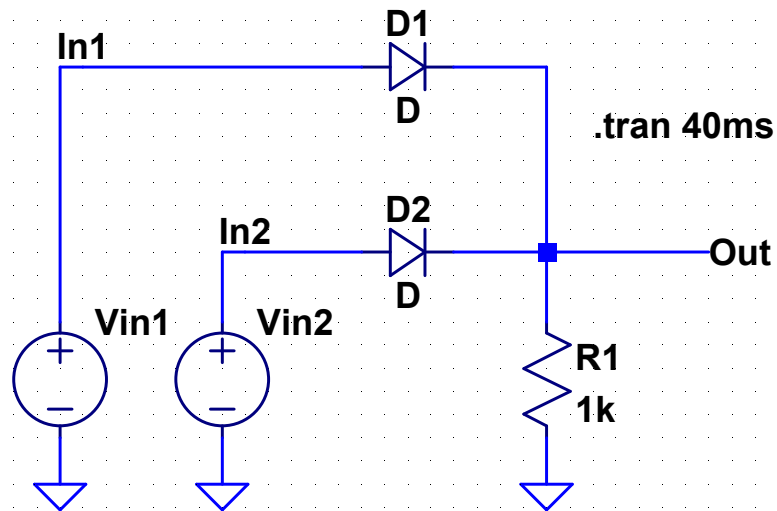 D1
In1
D
.tran 40ms
D2
In2
Out
D
Vin1
Vin2
R1
1k